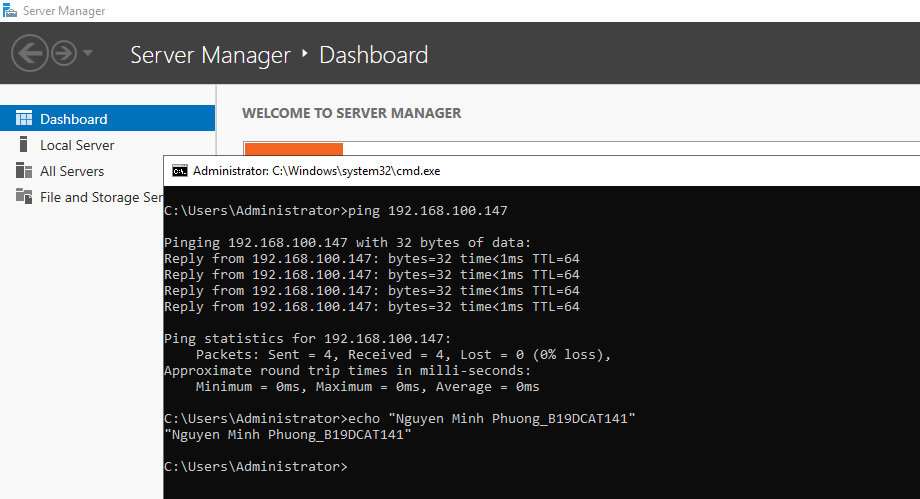 Server Manager
Server Manager ‣ Dashboard
Dashboard
Local Server
All Servers
File and Storage Ser
WELCOME TO SERVER MANAGER
Administrator: C:\Windows\system32\cmd.exe
C:\Users\Administrator>ping 192.168.100.147
Pinging 192.168.100.147 with 32 bytes of data:
Reply from 192.168.100.147: bytes=32 time<1ms TTL=64
Reply from 192.168.100.147: bytes=32 time<1ms TTL=64
Reply from 192.168.100.147: bytes=32 time<1ms TTL=64
Reply from 192.168.100.147: bytes=32 time<1ms TTL=64
Ping statistics for 192.168.100.147:
    Packets: Sent = 4, Received = 4, Lost = 0 (0% loss),
Approximate round trip times in milli-seconds:
    Minimum = 0ms, Maximum = 0ms, Average = 0ms
C:\Users\Administrator>echo "Nguyen Minh Phuong_B19DCAT141"
"Nguyen Minh Phuong_B19DCAT141"
C:\Users\Administrator>